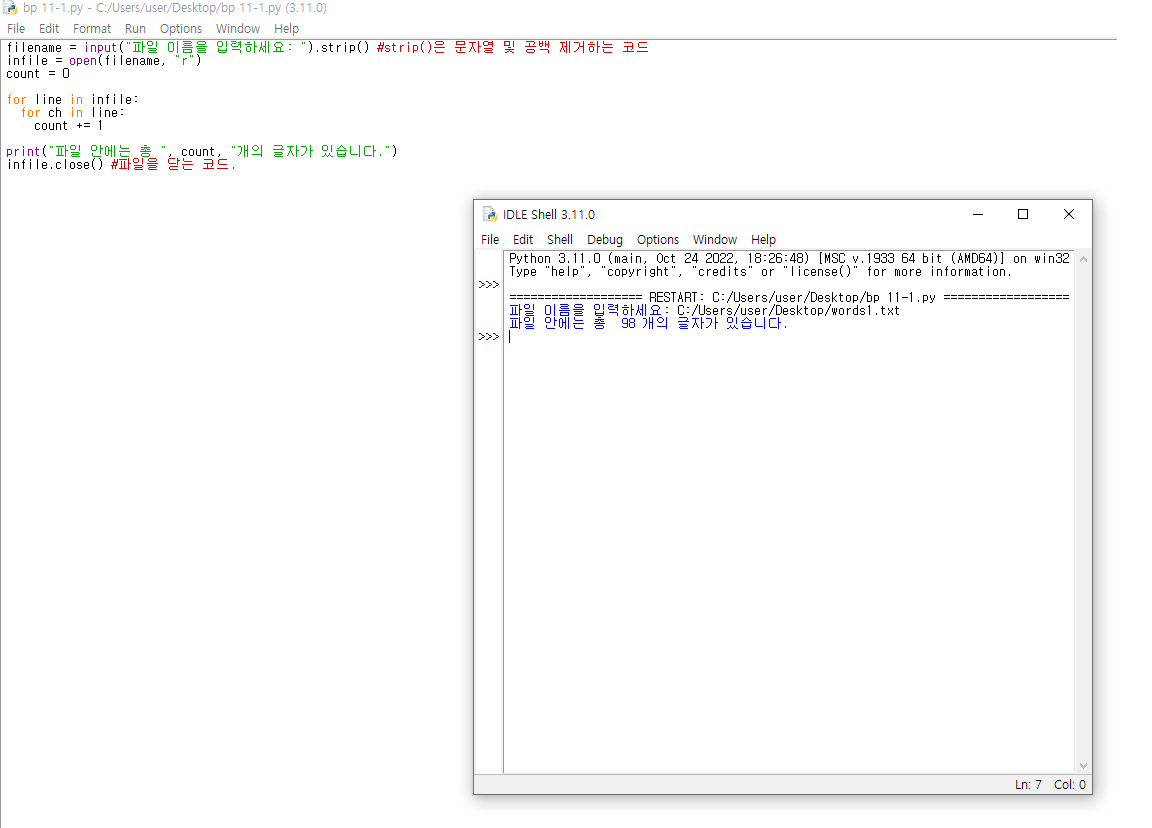 bp 11-1.py - C:/Users/user/Desktop/bp 11-1.py (3.11.0)
File Edit Format Run Options Window Help
filename = input("파일 이름을 입력하세요: ").strip() #strip()은 문자열 및 공백 제거하는 코드
infile = open(filename, "r")
count = 0
for line in infile:
for ch in line:
count += 1
print("파일 안에는 총 ", count, "개의 글자가 있습니다.")
infile.close() #파일을 닫는 코드.
IDLE Shell 3.11.0
File Edit Shell Debug Options Window Help
Python 3.11.0 (main, Oct 24 2022, 18:26:48) [MSC v.1933 64 bit (AMD64)] on win32
Type "help", "copyright", "credits" or "license()" for more information.
>>>
=================== RESTART: C:/Users/user/Desktop/bp 11-1.py ==================
파일 이름을 입력하세요: C:/Users/user/Desktop/words1.txt
파일 안에는 총  98 개의 글자가 있습니다.
>>>
Ln: 7 Col: 0